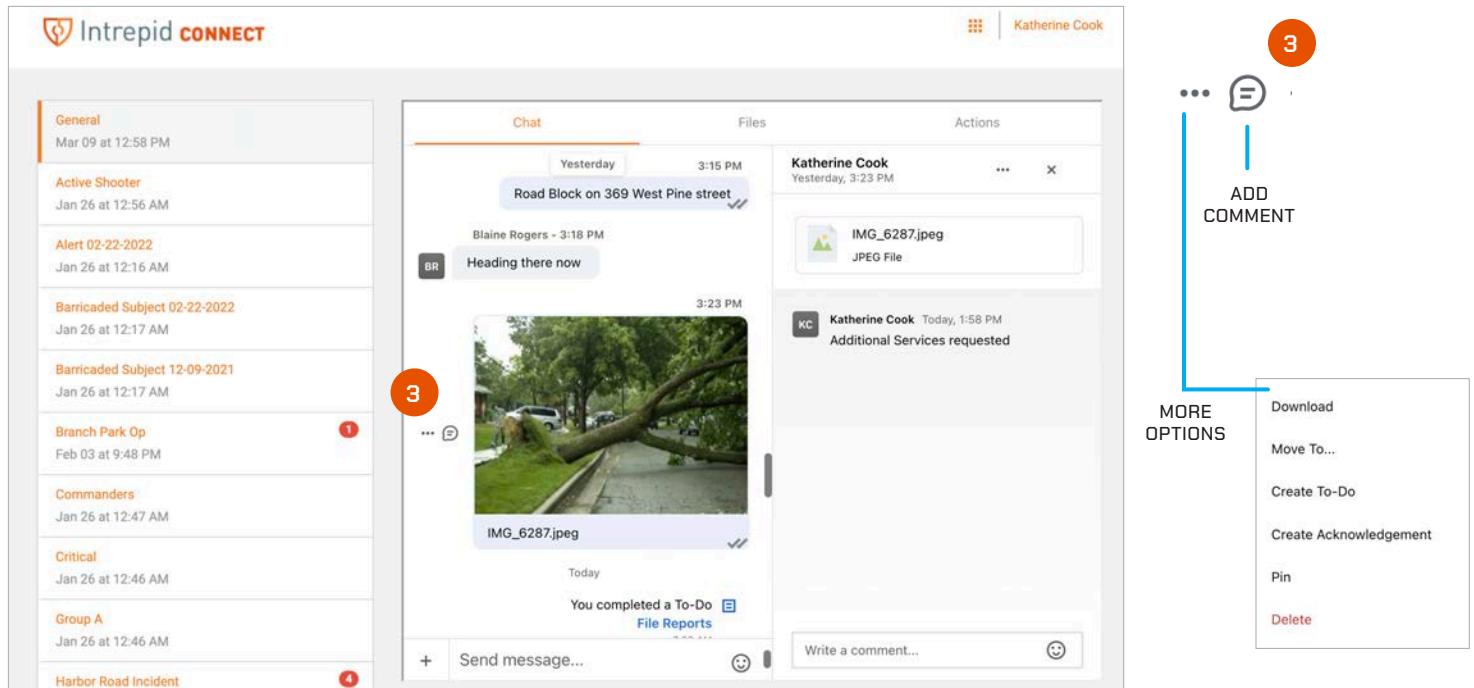 Intrepid CONNECT
Katherine Cook
General
Mar 09 at 12:58 PM
Active Shooter
Jan 26 at 12:56 AM
Alert 02-22-2022
Jan 26 at 12:16 AM
Barricaded Subject 02-22-2022
Jan 26 at 12:17 AM
Barricaded Subject 12-09-2021
Jan 26 at 12:17 AM
Branch Park Op
1
Feb 03 at 9:48 PM
Commanders
Jan 26 at 12:47 AM
Critical
Jan 26 at 12:46 AM
Group A
Jan 26 at 12:46 AM
Harbor Road Incident
4
Chat
Files
Actions
Yesterday
3:15 PM
Road Block on 369 West Pine street
Blaine Rogers - 3:18 PM
BR
Heading there now
3:23 PM
3
IMG_6287.jpeg
Today
You completed a To-Do
File Reports
+
Send message...
Katherine Cook
Yesterday, 3:23 PM
IMG_6287.jpeg
JPEG File
KC
Katherine Cook Today, 1:58 PM
Additional Services requested
Write a comment...
3
ADD
COMMENT
MORE
OPTIONS
Download
Move To...
Create To-Do
Create Acknowledgement
Pin
Delete